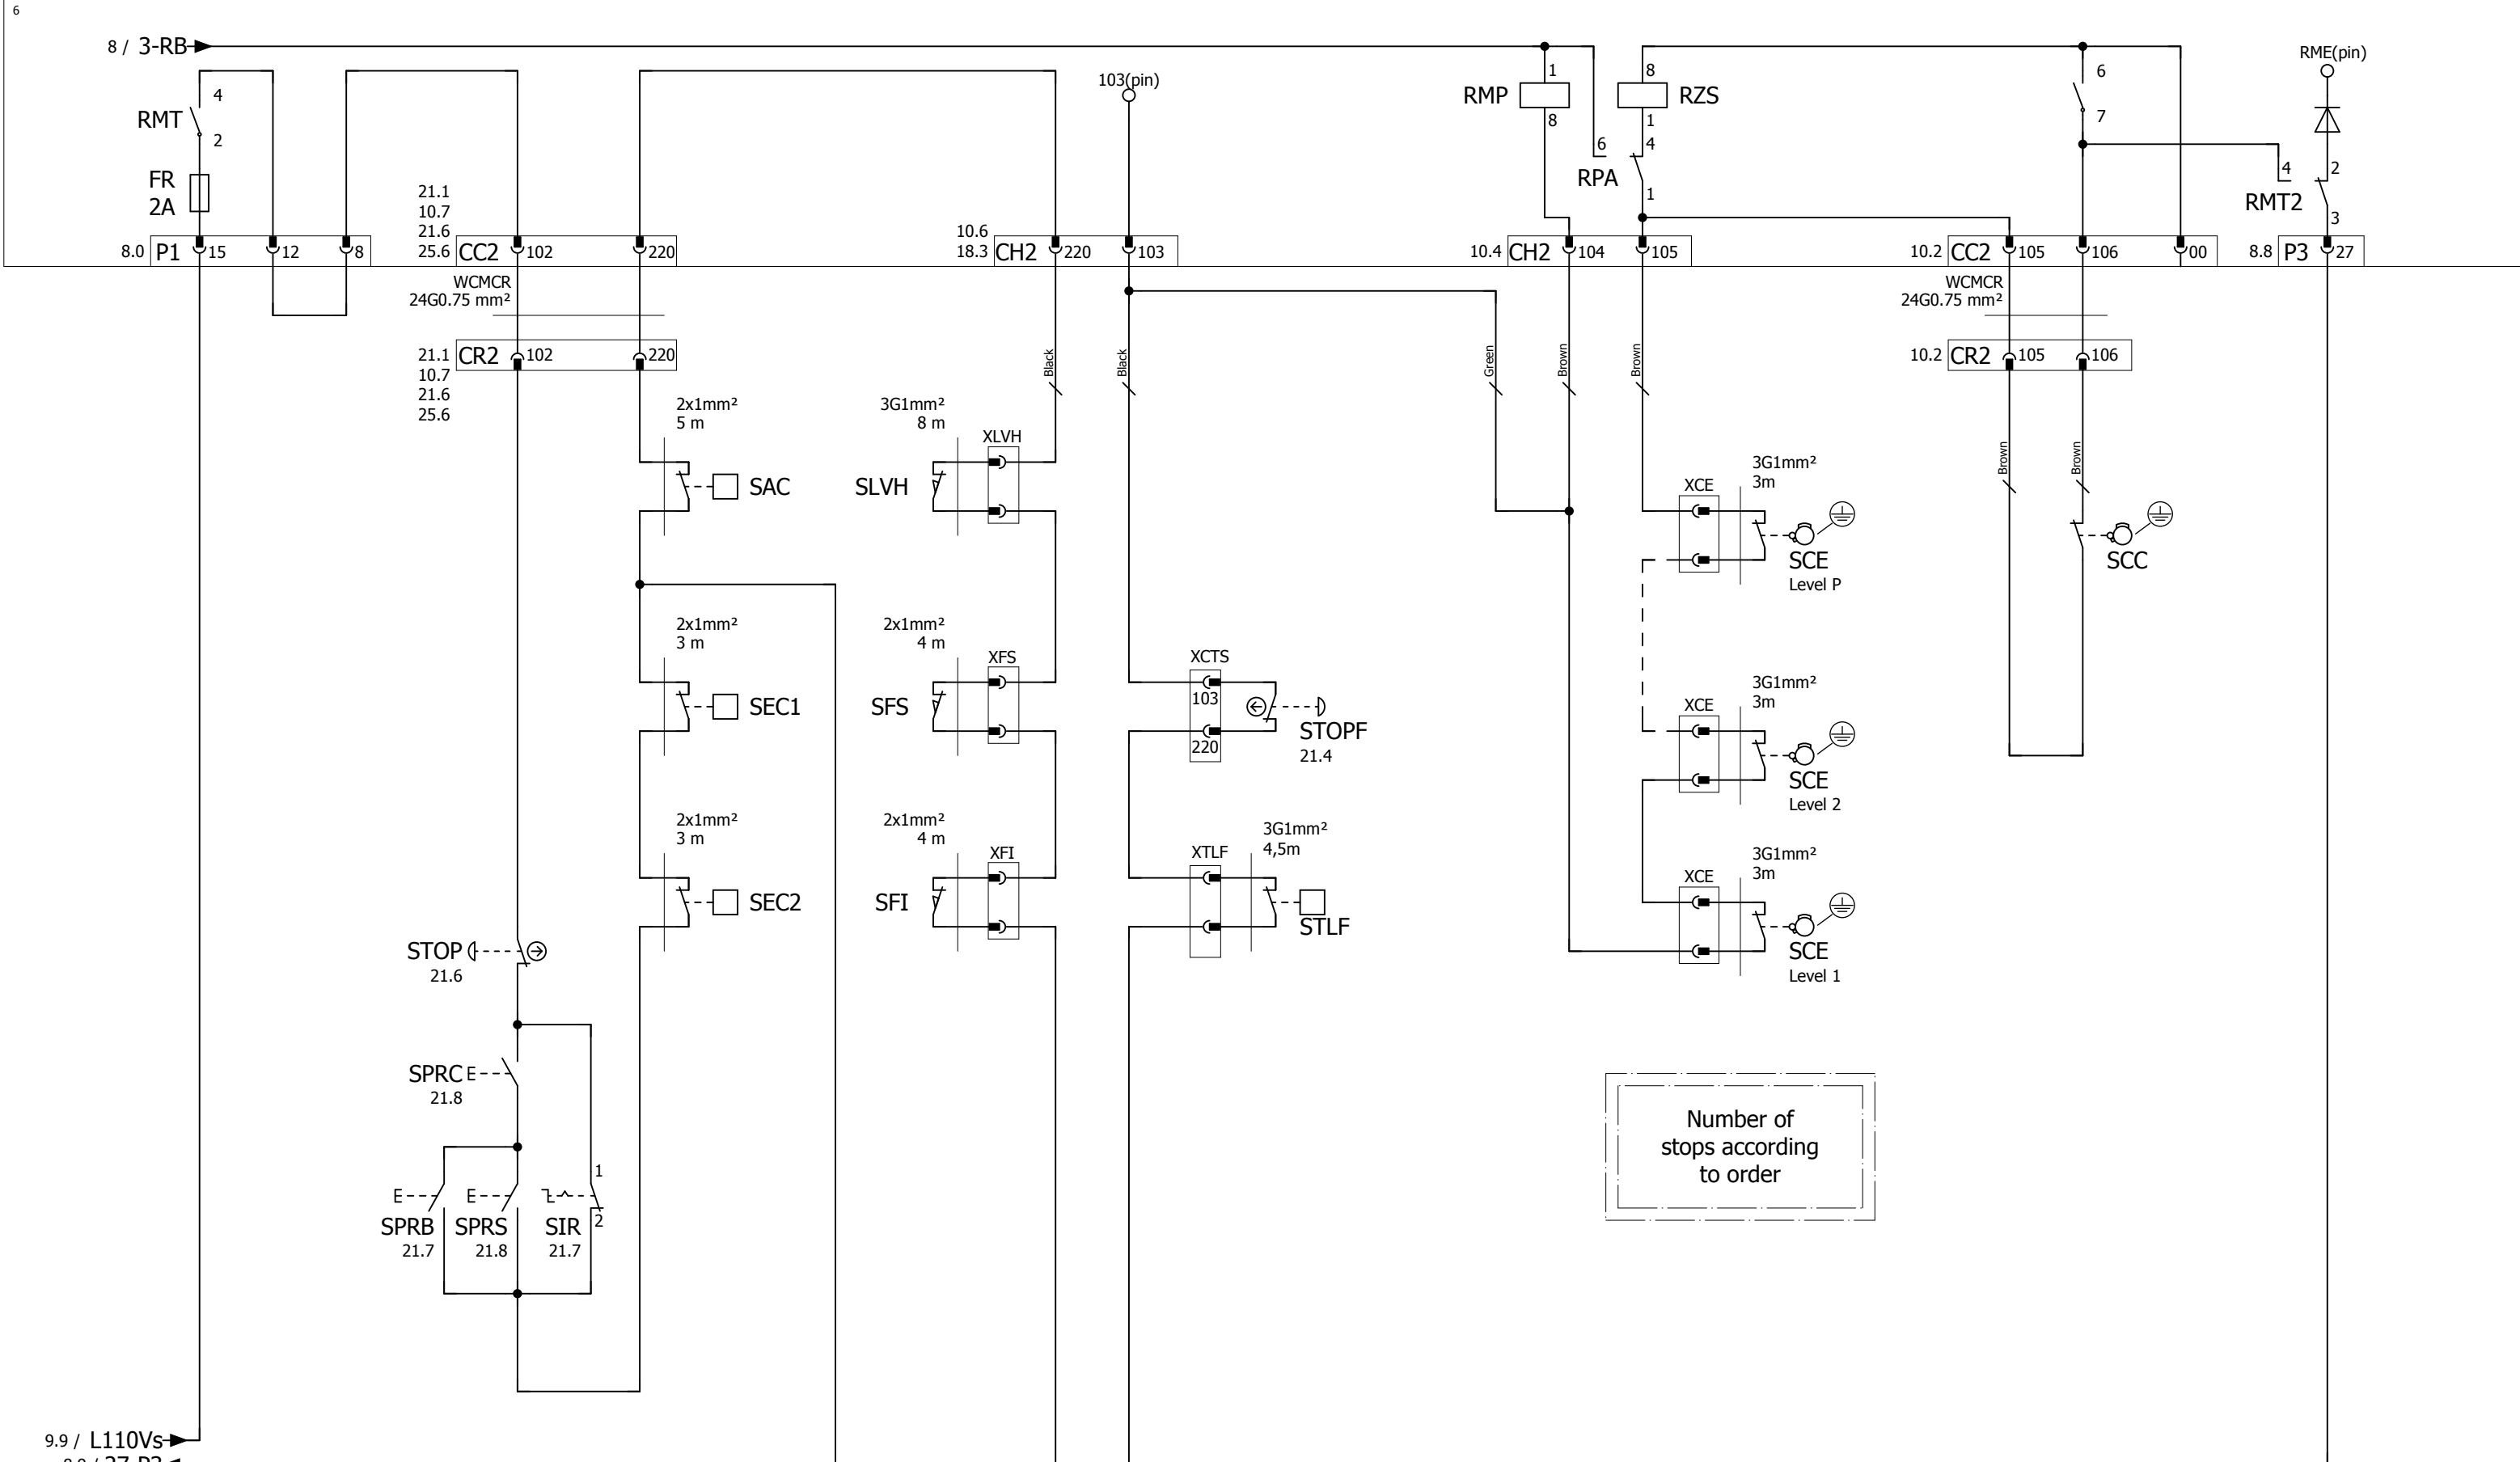 6
8 / 3-RB
103(pin)
RME(pin)
4
RMT
2
FR
2A
1
RMP
8
8
RZS
1
6
4
RPA
1
6
7
4
2
RMT2
3
21.1
10.7
21.6
25.6
10.6
18.3
8.0 P1 15 12 8
CC2 102 220
CH2 220 103
10.4 CH2 104 105
10.2 CC2 105 106 00
8.8 P3 27
WCMCR
24G0.75 mm²
WCMCR
24G0.75 mm²
21.1 CR2 102 220
10.7
21.6
25.6
10.2 CR2 105 106
Black
Black
Green
Brown
Brown
Brown
Brown
2x1mm²
5 m
SAC
3G1mm²
8 m
XLVH
SLVH
3G1mm²
3m
XCE
SCE
Level P
SCC
2x1mm²
3 m
SEC1
2x1mm²
4 m
XFS
SFS
XCTS
103
220
STOPF
21.4
3G1mm²
3m
XCE
SCE
Level 2
2x1mm²
3 m
SEC2
2x1mm²
4 m
XFI
SFI
3G1mm²
4,5m
XTLF
STLF
3G1mm²
3m
XCE
SCE
Level 1
STOP
21.6
SPRC
21.8
SPRB
21.7
SPRS
21.8
1
SIR
2
21.7
Number of
stops according
to order
9.9 / L110Vs